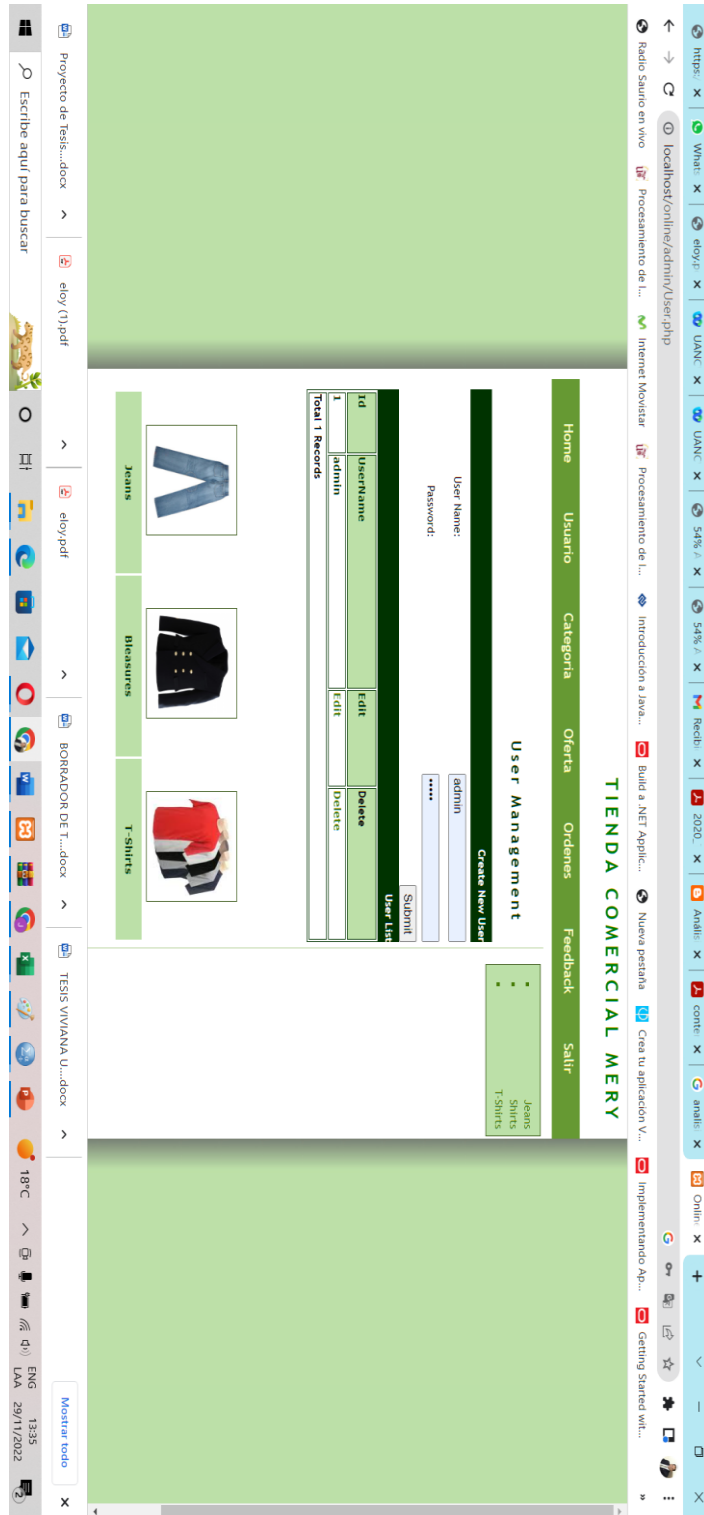 https:/
Whats
eloy.p
UANC
UANC
54% A
54% A
Recibi
2020_
Anális
conte
analis
Online
localhost/online/admin/User.php
Radio Saurio en vivo
Procesamiento de l...
Internet Movistar
Procesamiento de l...
Introducción a Java...
Build a .NET Applic...
Nueva pestaña
Crea tu aplicación V...
Implementando Ap...
Getting Started wit...
»
TIENDA COMERCIAL MERY
Home Usuario Categoria Oferta Ordenes Feedback Salir
User Management
Create New User
User Name: admin
Password: •••••
Submit
User List
Id UserName Edit Delete
1 admin Edit Delete
Total 1 Records
Jeans Bleasures T-Shirts
Jeans
Shirts
T-Shirts
Proyecto de Tesis....docx
eloy (1).pdf
eloy.pdf
BORRADOR DE T....docx
TESIS VIVIANA U....docx
Mostrar todo
Escribe aquí para buscar
18°C
ENG
LAA
13:35
29/11/2022
2